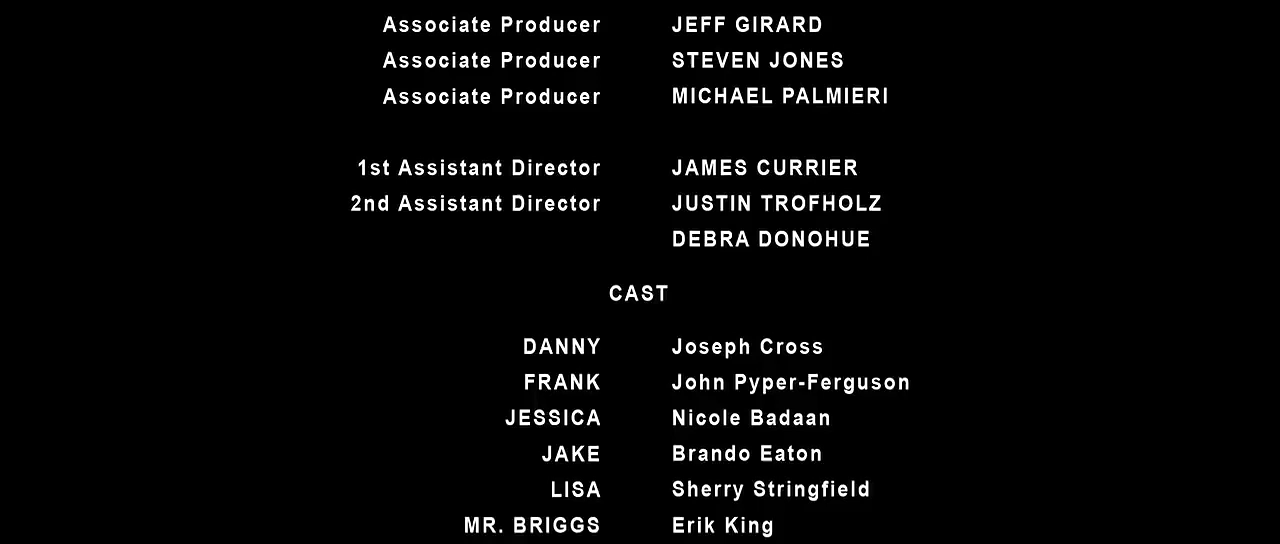 Associate Producer JEFF GIRARD
Associate Producer STEVEN JONES
Associate Producer MICHAEL PALMIERI
1st Assistant Director JAMES CURRIER
2nd Assistant Director JUSTIN TROFHOLZ
DEBRA DONOHUE
CAST
DANNY Joseph Cross
FRANK John Pyper-Ferguson
JESSICA Nicole Badaan
JAKE Brando Eaton
LISA Sherry Stringfield
MR. BRIGGS Erik King